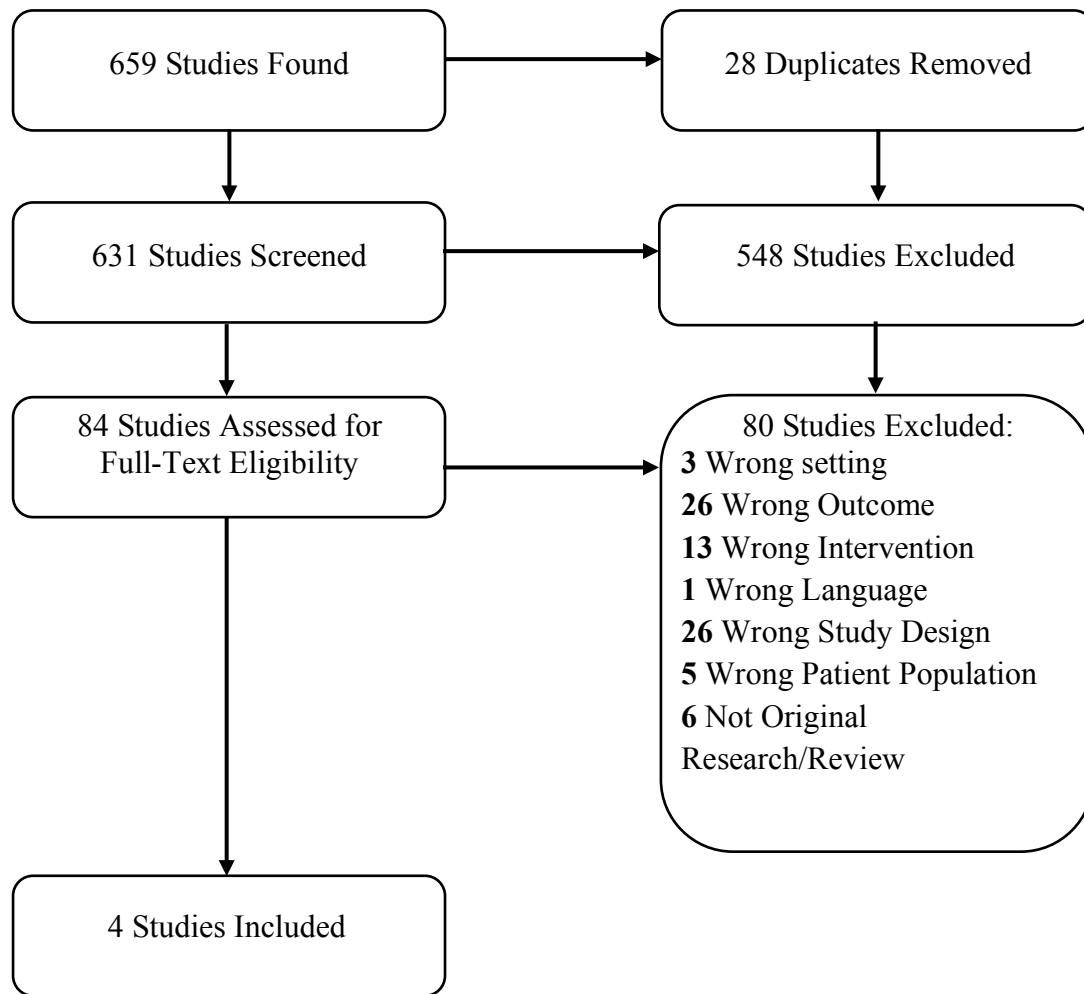 659 Studies Found
28 Duplicates Removed
631 Studies Screened
548 Studies Excluded
84 Studies Assessed for
Full-Text Eligibility
80 Studies Excluded:
3 Wrong setting
26 Wrong Outcome
13 Wrong Intervention
1 Wrong Language
26 Wrong Study Design
5 Wrong Patient Population
6 Not Original
Research/Review
4 Studies Included